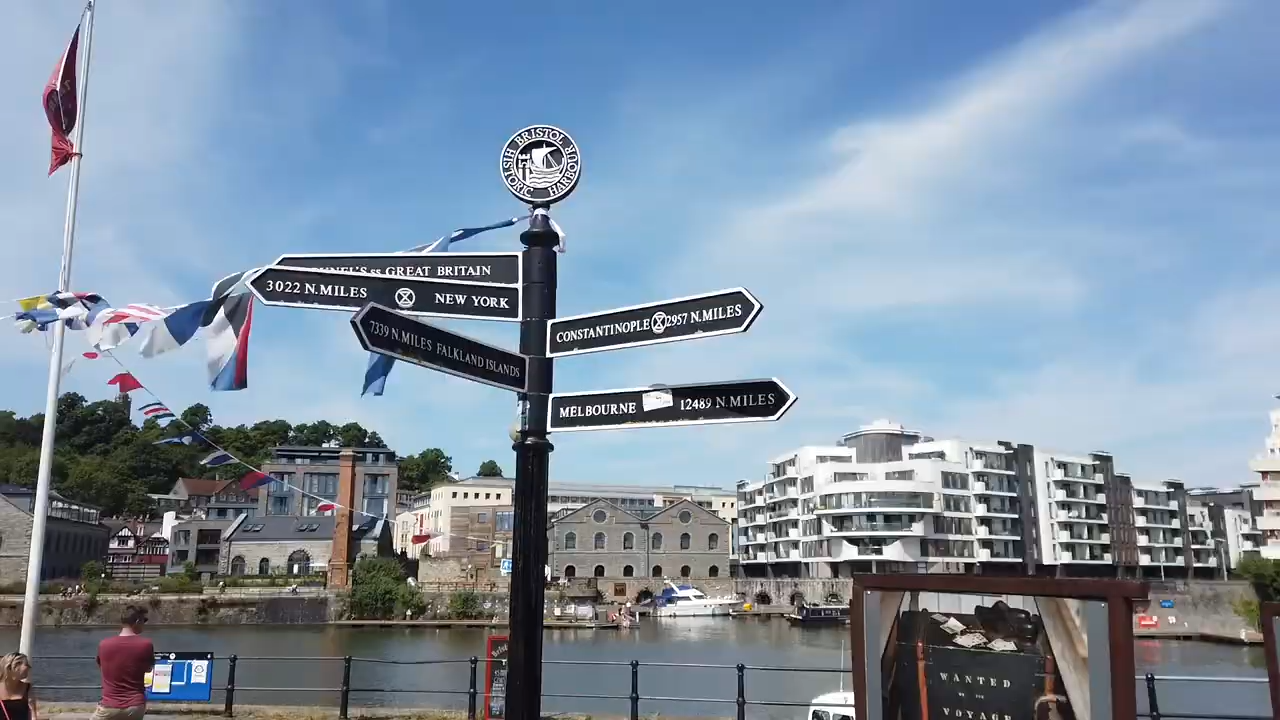 BRISTOL
HISTORIC HARBOUR
SS GREAT BRITAIN
3022 N.MILES NEW YORK
7339 N.MILES FALKLAND ISLANDS
CONSTANTINOPLE 2957 N.MILES
MELBOURNE 12489 N.MILES
WANTED
VOYAGE